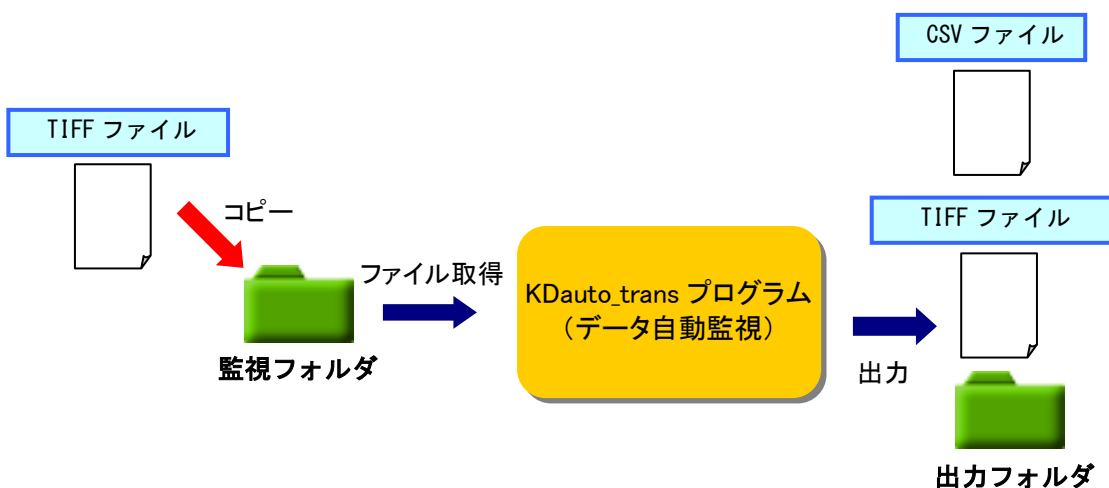 CSV ファイル
TIFF ファイル
コピー
TIFF ファイル
ファイル取得
KDauto_trans プログラム
（データ自動監視）
監視フォルダ
出力
出力フォルダ